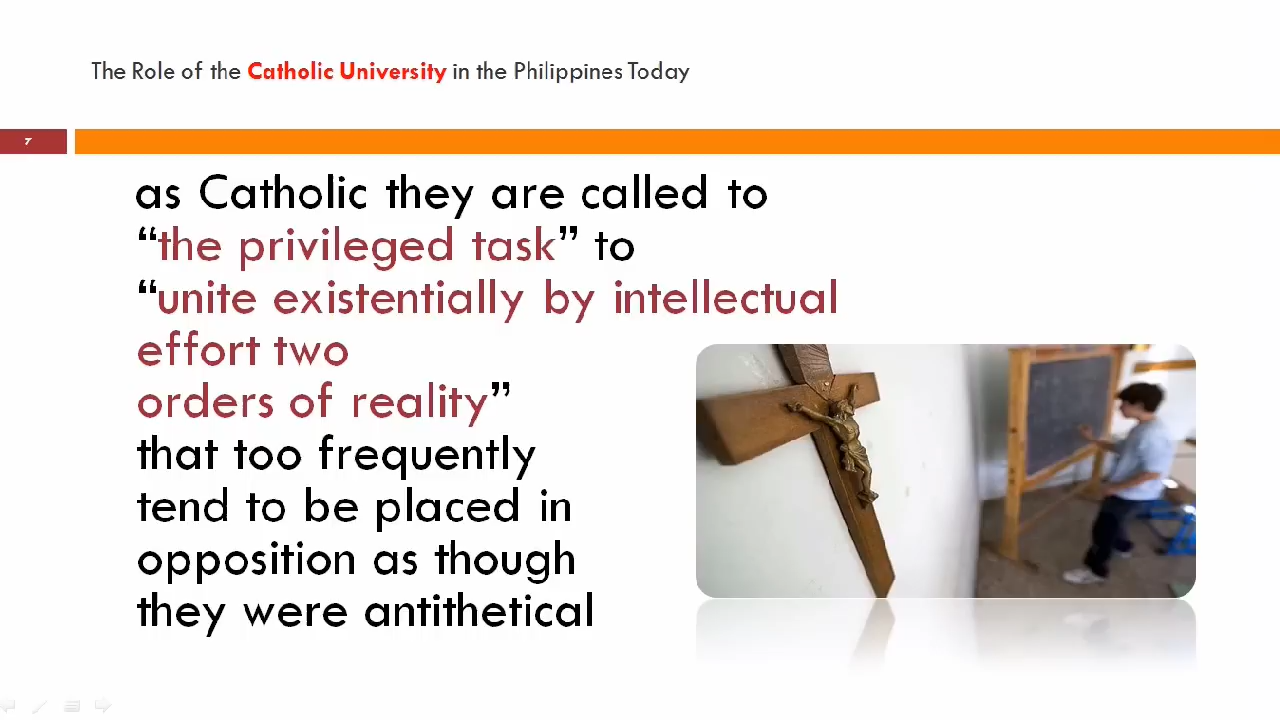 The Role of the Catholic University in the Philippines Today
7
as Catholic they are called to
“the privileged task” to
“unite existentially by intellectual
effort two
orders of reality”
that too frequently
tend to be placed in
opposition as though
they were antithetical